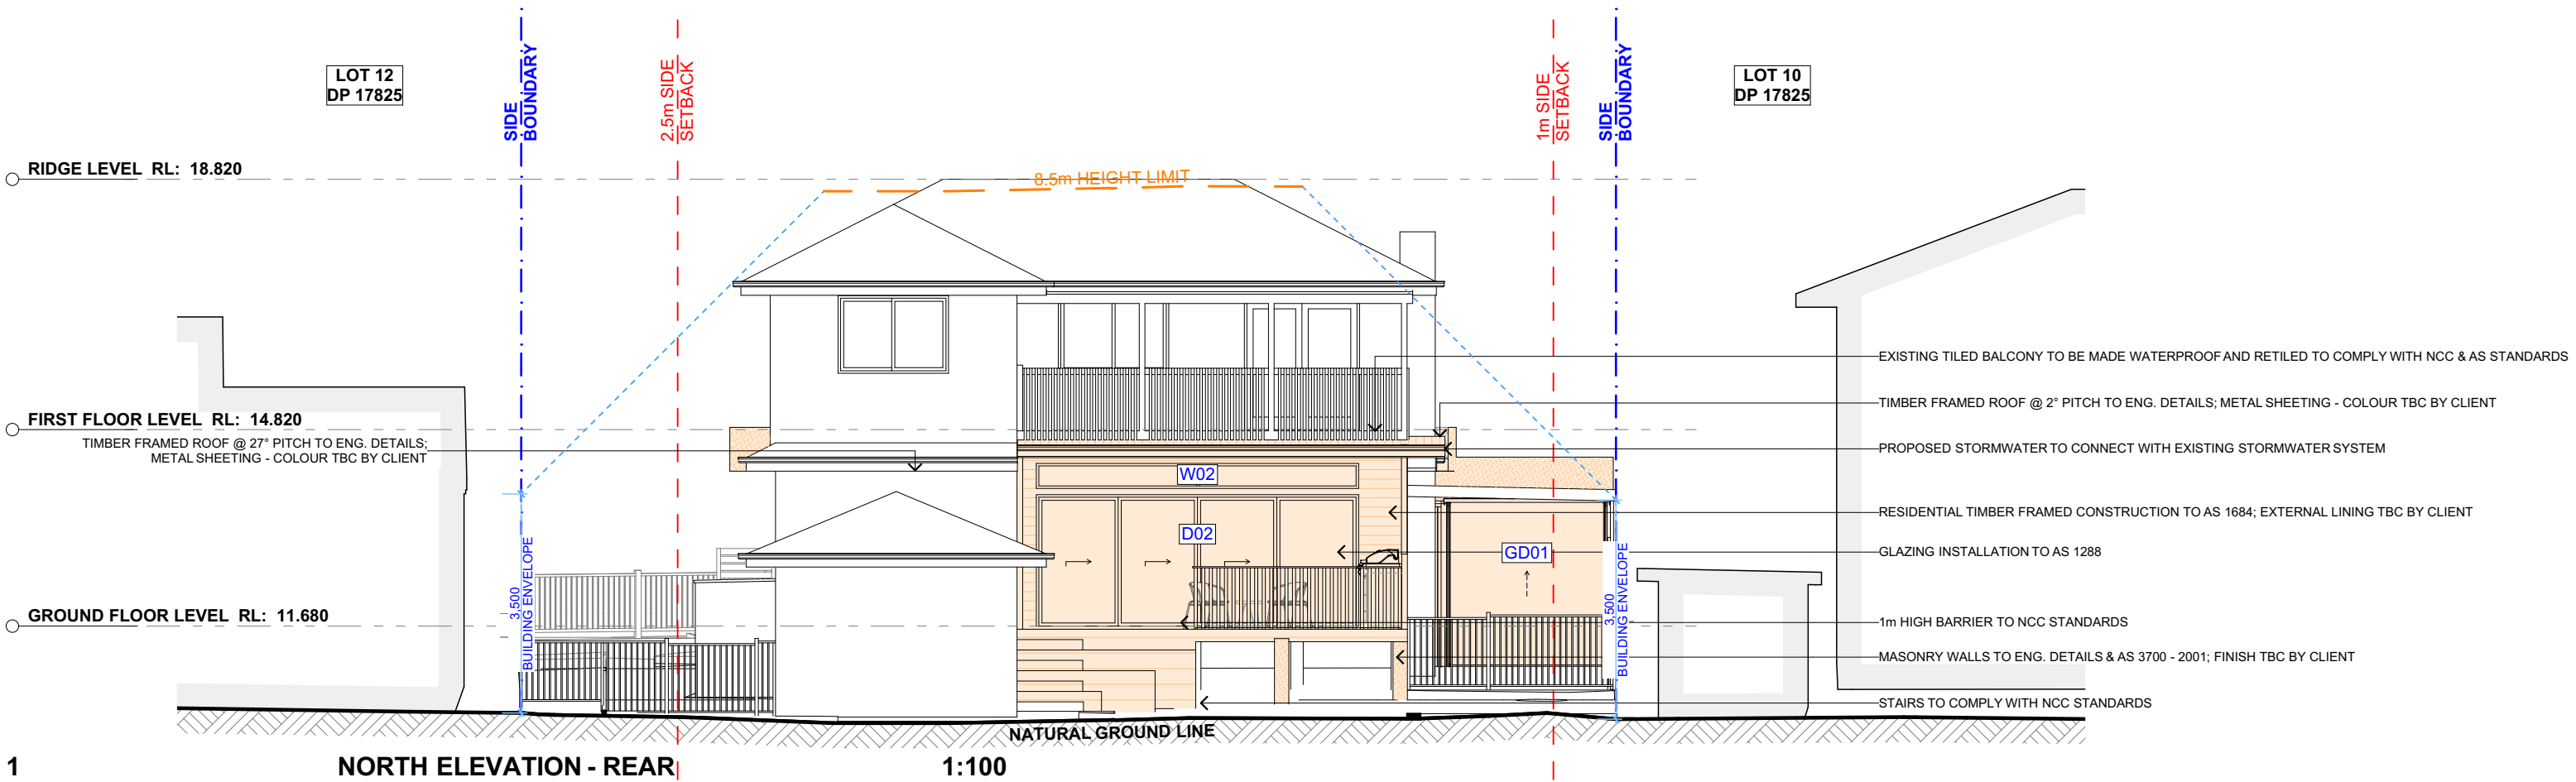 LOT 12
DP 17825
SIDE
BOUNDARY
2.5m SIDE
SETBACK
1m SIDE
SETBACK
SIDE
BOUNDARY
LOT 10
DP 17825
RIDGE LEVEL RL: 18.820
8.5m HEIGHT LIMIT
EXISTING TILED BALCONY TO BE MADE WATERPROOF AND RETILED TO COMPLY WITH NCC & AS STANDARDS
TIMBER FRAMED ROOF @ 2° PITCH TO ENG. DETAILS; METAL SHEETING - COLOUR TBC BY CLIENT
FIRST FLOOR LEVEL RL: 14.820
TIMBER FRAMED ROOF @ 27° PITCH TO ENG. DETAILS;
METAL SHEETING - COLOUR TBC BY CLIENT
PROPOSED STORMWATER TO CONNECT WITH EXISTING STORMWATER SYSTEM
W02
RESIDENTIAL TIMBER FRAMED CONSTRUCTION TO AS 1684; EXTERNAL LINING TBC BY CLIENT
D02
GD01
GLAZING INSTALLATION TO AS 1288
3,500
BUILDING ENVELOPE
3,500
BUILDING ENVELOPE
GROUND FLOOR LEVEL RL: 11.680
1m HIGH BARRIER TO NCC STANDARDS
MASONRY WALLS TO ENG. DETAILS & AS 3700 - 2001; FINISH TBC BY CLIENT
STAIRS TO COMPLY WITH NCC STANDARDS
NATURAL GROUND LINE
1 NORTH ELEVATION - REAR 1:100